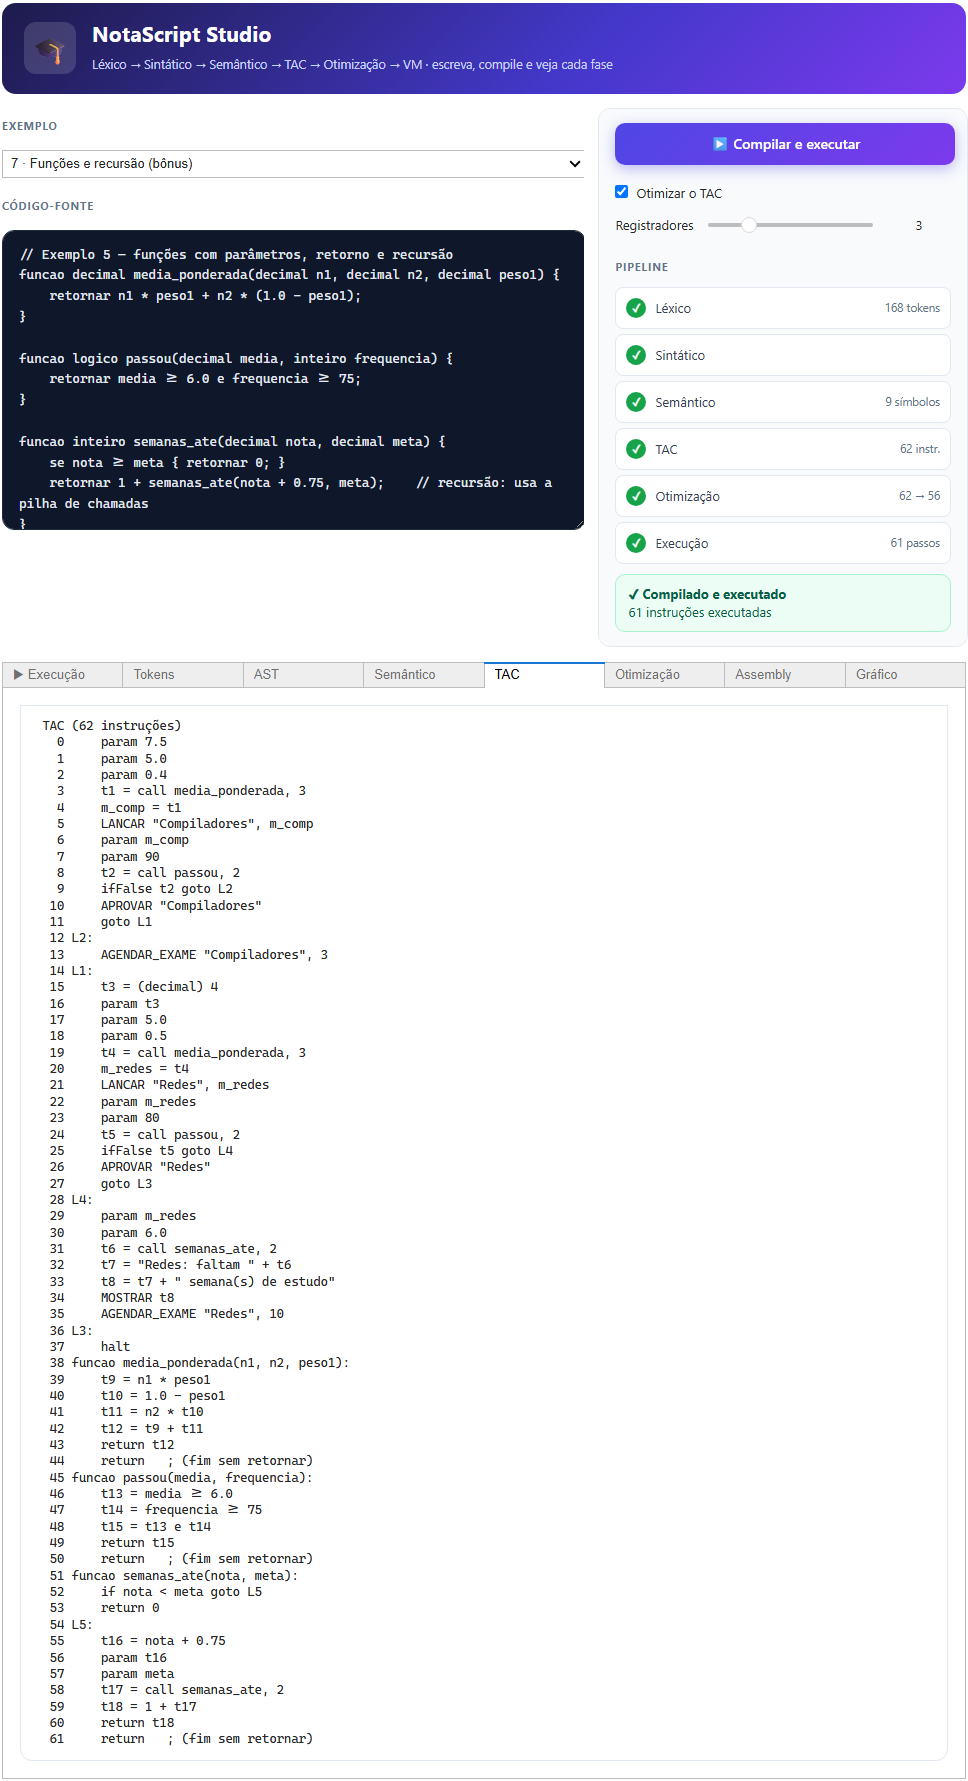 NotaScript Studio
Léxico → Sintático → Semântico → TAC → Otimização → VM · escreva, compile e veja cada fase
EXEMPLO
7 · Funções e recursão (bônus)
CÓDIGO-FONTE
// Exemplo 5 — funções com parâmetros, retorno e recursão
funcao decimal media_ponderada(decimal n1, decimal n2, decimal peso1) {
    retornar n1 * peso1 + n2 * (1.0 - peso1);
}
funcao logico passou(decimal media, inteiro frequencia) {
    retornar media ≥ 6.0 e frequencia ≥ 75;
}
funcao inteiro semanas_ate(decimal nota, decimal meta) {
    se nota ≥ meta { retornar 0; }
    retornar 1 + semanas_ate(nota + 0.75, meta);    // recursão: usa a
pilha de chamadas
}
▶ Compilar e executar
Otimizar o TAC
Registradores 3
PIPELINE
Léxico 168 tokens
Sintático
Semântico 9 símbolos
TAC 62 instr.
Otimização 62 → 56
Execução 61 passos
✔ Compilado e executado
61 instruções executadas
▶ Execução Tokens AST Semântico TAC Otimização Assembly Gráfico
TAC (62 instruções)
0     param 7.5
1     param 5.0
2     param 0.4
3     t1 = call media_ponderada, 3
4     m_comp = t1
5     LANCAR "Compiladores", m_comp
6     param m_comp
7     param 90
8     t2 = call passou, 2
9     ifFalse t2 goto L2
10     APROVAR "Compiladores"
11     goto L1
12 L2:
13     AGENDAR_EXAME "Compiladores", 3
14 L1:
15     t3 = (decimal) 4
16     param t3
17     param 5.0
18     param 0.5
19     t4 = call media_ponderada, 3
20     m_redes = t4
21     LANCAR "Redes", m_redes
22     param m_redes
23     param 80
24     t5 = call passou, 2
25     ifFalse t5 goto L4
26     APROVAR "Redes"
27     goto L3
28 L4:
29     param m_redes
30     param 6.0
31     t6 = call semanas_ate, 2
32     t7 = "Redes: faltam " + t6
33     t8 = t7 + " semana(s) de estudo"
34     MOSTRAR t8
35     AGENDAR_EXAME "Redes", 10
36 L3:
37     halt
38 funcao media_ponderada(n1, n2, peso1):
39     t9 = n1 * peso1
40     t10 = 1.0 - peso1
41     t11 = n2 * t10
42     t12 = t9 + t11
43     return t12
44     return   ; (fim sem retornar)
45 funcao passou(media, frequencia):
46     t13 = media ≥ 6.0
47     t14 = frequencia ≥ 75
48     t15 = t13 e t14
49     return t15
50     return   ; (fim sem retornar)
51 funcao semanas_ate(nota, meta):
52     if nota < meta goto L5
53     return 0
54 L5:
55     t16 = nota + 0.75
56     param t16
57     param meta
58     t17 = call semanas_ate, 2
59     t18 = 1 + t17
60     return t18
61     return   ; (fim sem retornar)